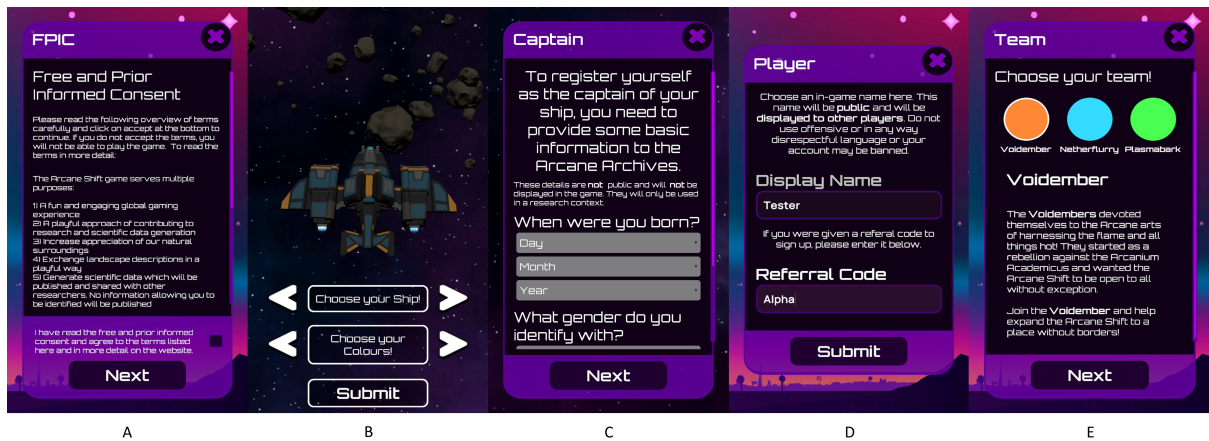 FPIC
Free and Prior
Informed Consent
Please read the following overview of terms
carefully and click on accept at the bottom to
continue. If you do not accept the terms, you
will not be able to play the game. To read the
terms in more detail:
The Arcane Shift game serves multiple
purposes:
1) A fun and engaging global gaming
experience
2) A playful approach of contributing to
research and scientific data generation
3) Increase appreciation of our natural
surroundings
4) Exchange landscape descriptions in a
playful way
5) Generate scientific data which will be
published and shared with other
researchers. No information allowing you to
be identified will be published
I have read the free and prior informed
consent and agree to the terms listed
here and in more detail on the website.
Next
A
Choose your Ship!
Choose your
Colours!
Submit
B
Captain
To register yourself
as the captain of your
ship, you need to
provide some basic
information to the
Arcane Archives.
These details are not public and will not be
displayed in the game. They will only be used
in a research context.
When were you born?
Day
Month
Year
What gender do you
identify with?
Next
C
Player
Choose an in-game name here. This
name will be public and will be
displayed to other players. Do not
use offensive or in any way
disrespectful language or your
account may be banned.
Display Name
Tester
If you were given a referal code to
sign up, please enter it below.
Referral Code
Alpha
Submit
D
Team
Choose your team!
Voidember Netherflurry Plasmabark
Voidember
The Voidembers devoted
themselves to the Arcane arts
of harnessing the flame and all
things hot! They started as a
rebellion against the Arcanium
Academicus and wanted the
Arcane Shift to be open to all
without exception.
Join the Voidember and help
expand the Arcane Shift to a
place without borders!
Next
E